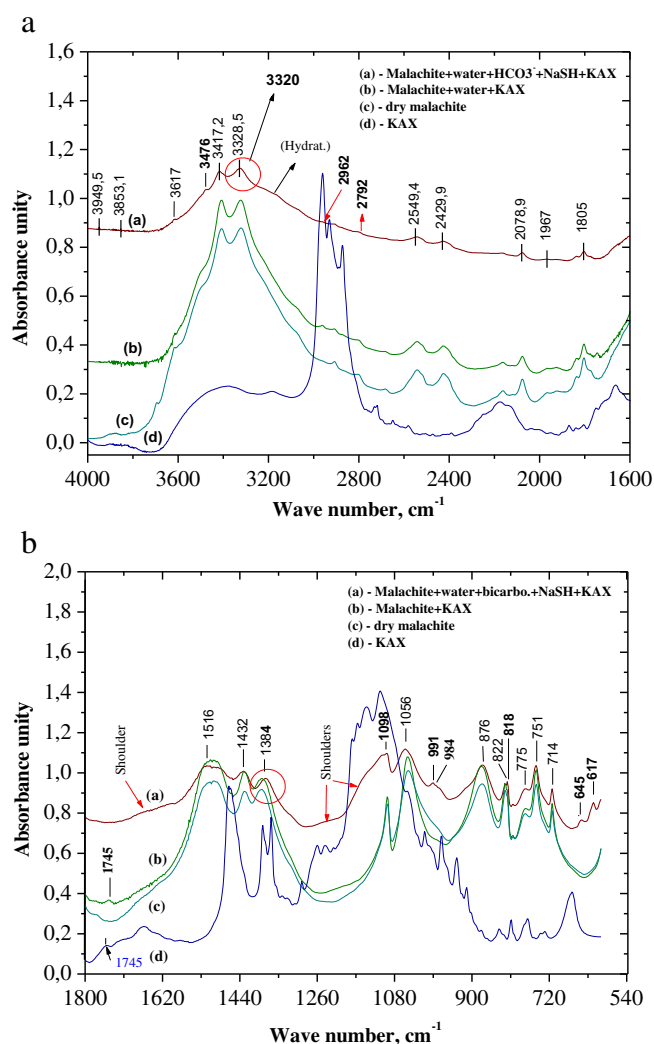 a
1,6
1,4
1,2
1,0
0,8
0,6
0,4
0,2
0,0
Absorbance unity
(a) - Malachite+water+HCO3⁻+NaSH+KAX
(b) - Malachite+water+KAX
(c) - dry malachite
(d) - KAX
3949,5
3853,1
3617
3476
3417,2
3328,5
3320
(Hydrat.)
2962
2792
2549,4
2429,9
2078,9
1967
1805
(a)
(b)
(c)
(d)
4000 3600 3200 2800 2400 2000 1600
Wave number, cm⁻¹
b
2,0
1,8
1,6
1,4
1,2
1,0
0,8
0,6
0,4
0,2
0,0
Absorbance unity
(a) - Malachite+water+bicarbo.+NaSH+KAX
(b) - Malachite+KAX
(c) - dry malachite
(d) - KAX
Shoulder
1516
1432
1384
Shoulders
1098
1056
991
984
876
822
818
775
751
714
645
617
(a)
1745
(b)
(c)
(d)
1745
1800 1620 1440 1260 1080 900 720 540
Wave number, cm⁻¹